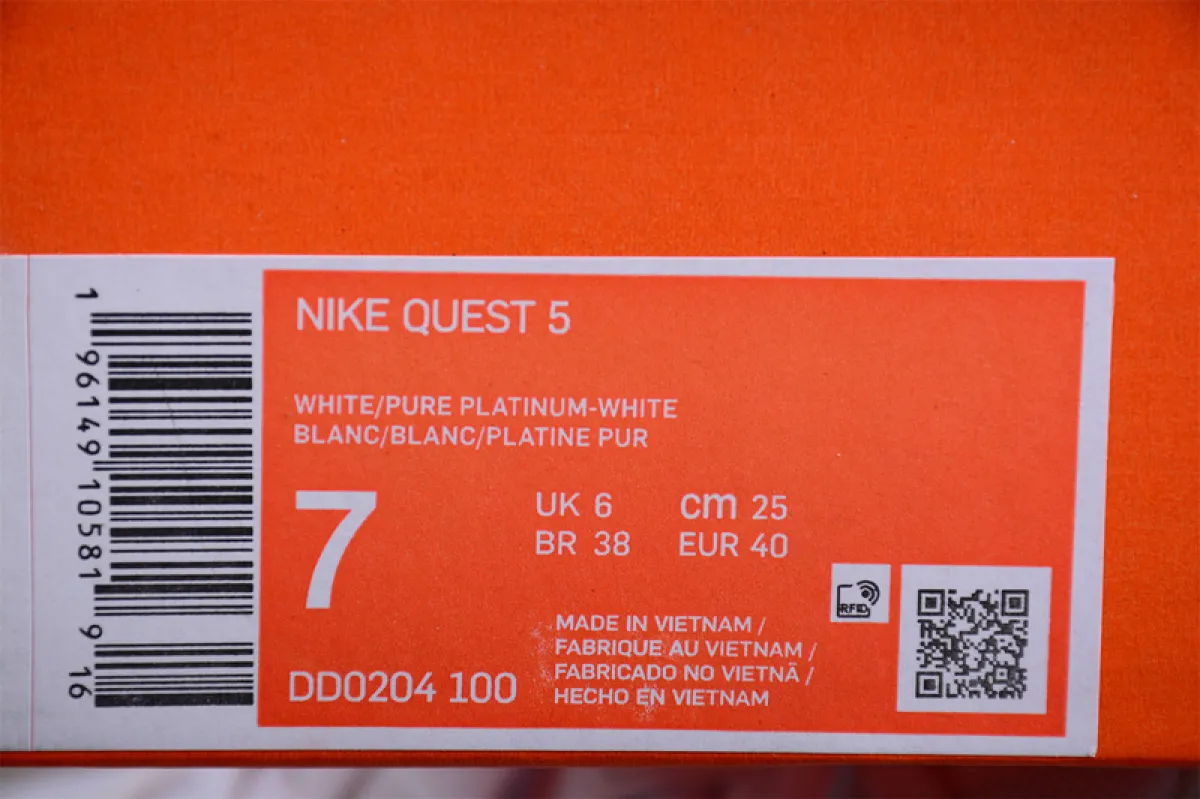 NIKE QUEST 5
WHITE/PURE PLATINUM-WHITE
BLANC/BLANC/PLATINE PUR
7
UK 6 cm 25
BR 38 EUR 40
RFID
MADE IN VIETNAM /
FABRIQUE AU VIETNAM /
FABRICADO NO VIETNÃ /
HECHO EN VIETNAM
DD0204 100
1 96149 10581 9 16